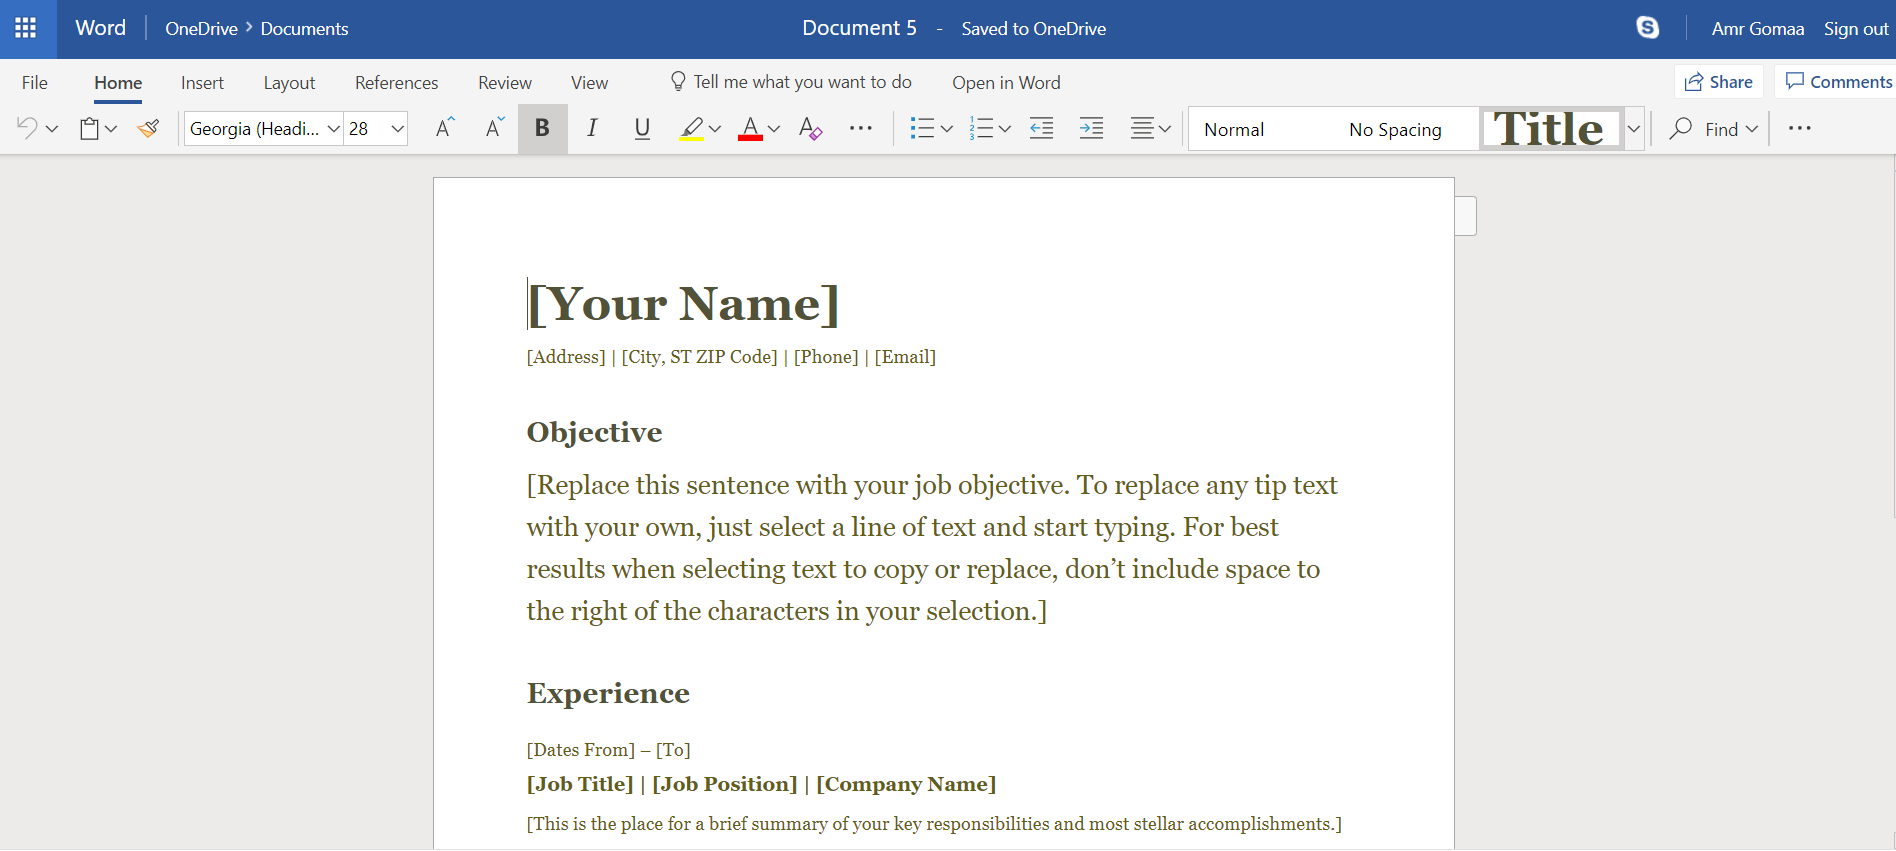 Word OneDrive > Documents Document 5 - Saved to OneDrive Amr Gomaa Sign out
File Home Insert Layout References Review View Tell me what you want to do Open in Word Share Comments
Georgia (Headi... 28 A A B I U A A ... Normal No Spacing Title Find ...
[Your Name]
[Address] | [City, ST ZIP Code] | [Phone] | [Email]
Objective
[Replace this sentence with your job objective. To replace any tip text
with your own, just select a line of text and start typing. For best
results when selecting text to copy or replace, don’t include space to
the right of the characters in your selection.]
Experience
[Dates From] – [To]
[Job Title] | [Job Position] | [Company Name]
[This is the place for a brief summary of your key responsibilities and most stellar accomplishments.]